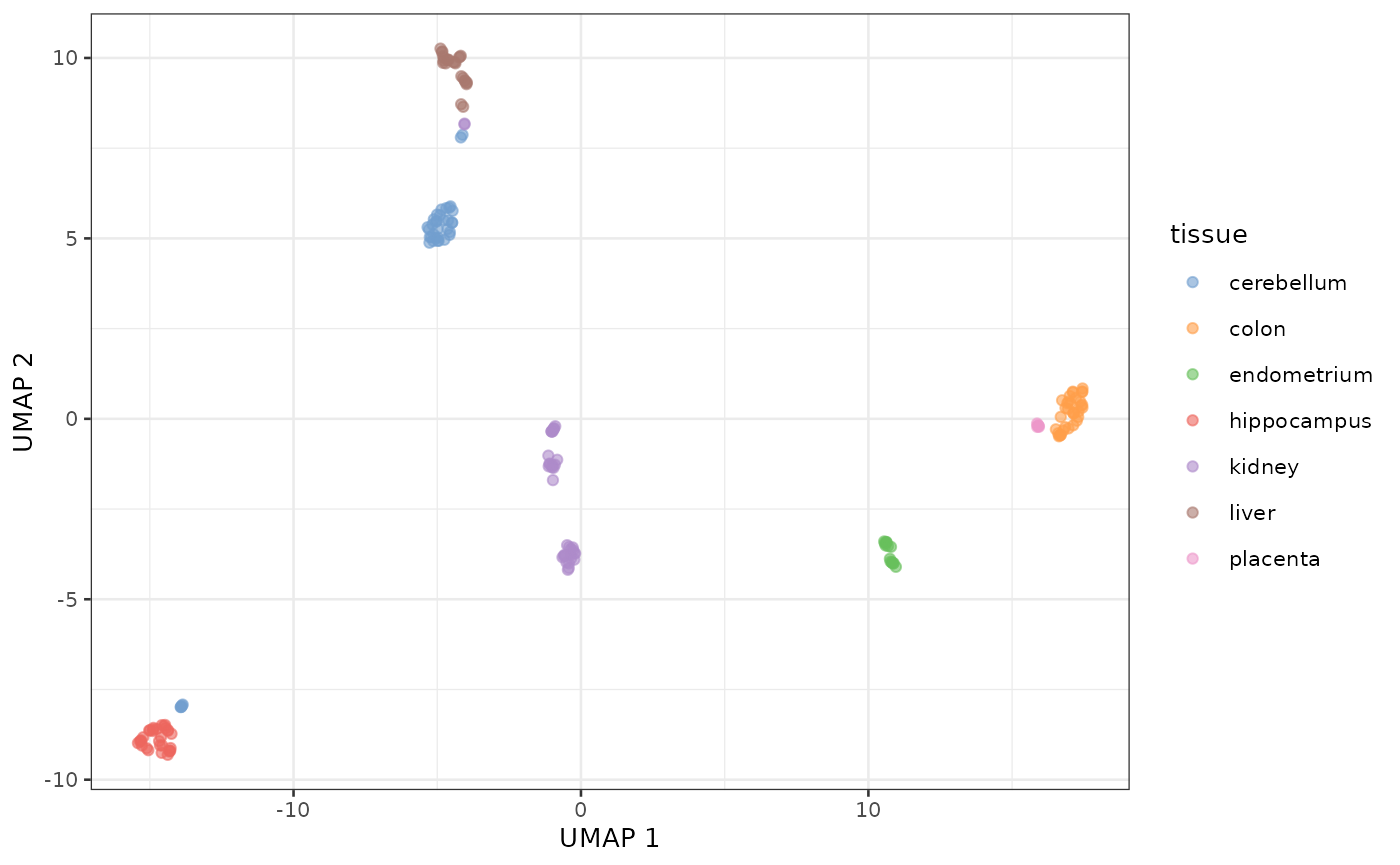 10
5
0
-5
-10
-10
0
10
UMAP 1
UMAP 2
tissue
cerebellum
colon
endometrium
hippocampus
kidney
liver
placenta